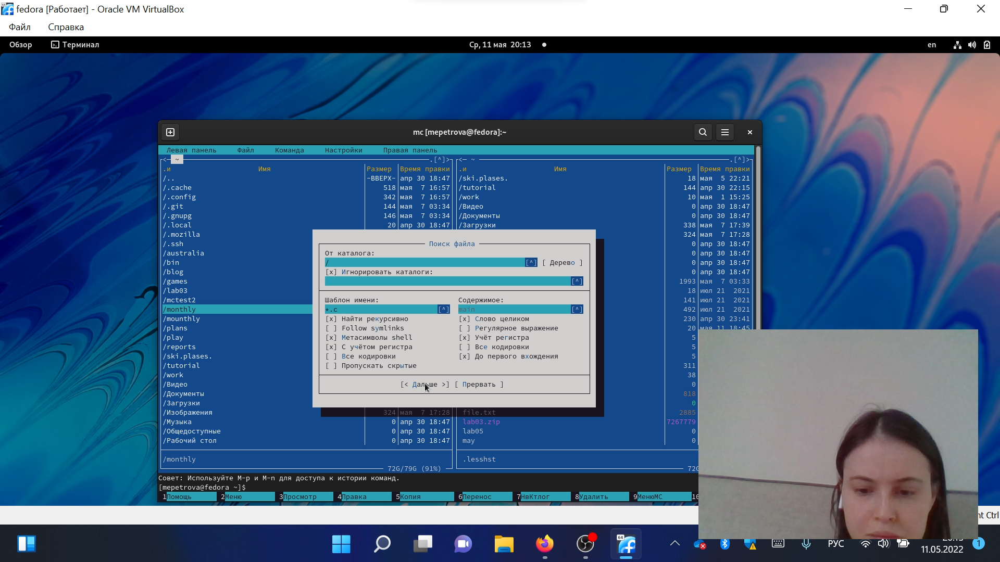 fedora [Работает] - Oracle VM VirtualBox
Файл Справка
Обзор Терминал Ср, 11 мая 20:13 en
mc [mepetrova@fedora]:~
Левая панель Файл Команда Настройки Правая панель
<─ ~ .[^]> <─ ~ .[^]>
.и Имя Размер Время правки .и Имя Размер Время правки
/.. -ВВЕРХ- апр 30 18:47 /ski.plases. 18 мая 5 22:21
/.cache 518 мая 7 16:57 /tutorial 144 апр 30 22:15
/.config 342 мая 7 16:57 /work 10 мая 1 15:25
/.git 144 мая 7 03:34 /Видео 0 апр 30 18:47
/.gnupg 146 мая 7 03:34 /Документы 0 апр 30 18:47
/.local 20 апр 30 18:47 /Загрузки 338 мая 7 17:39
/.mozilla 324 мая 7 17:28
/.ssh 0 апр 30 18:47
/australia 0 апр 30 18:47
/bin 0 апр 30 18:47
/blog 0 апр 30 18:47
/games 1993 мая 7 03:33
/lab03 18 июл 21 2021
/mctest2 141 июл 21 2021
/monthly 492 июл 21 2021
/mounthly 230 апр 30 23:41
/plans 20 мая 11 18:45
/play 5
/reports 5
/ski.plases. 5
/tutorial 311
/work 38
/Видео 0
/Документы 818
/Загрузки 0
/Изображения 324 мая 7 17:28 file.txt 2885
/Музыка 0 апр 30 18:47 lab03.zip 7267779
/Общедоступные 0 апр 30 18:47 lab05 0
/Рабочий стол 0 апр 30 18:47 may 0
/monthly .lesshst
72G/79G (91%) 72G
Поиск файла
От каталога:
/ [^] [ Дерево ]
[x] Игнорировать каталоги:
[^]
Шаблон имени: Содержимое:
*.c [^] main [^]
[x] Найти рекурсивно [x] Слово целиком
[ ] Follow symlinks [ ] Регулярное выражение
[x] Метасимволы shell [x] Учёт регистра
[x] С учётом регистра [ ] Все кодировки
[ ] Все кодировки [x] До первого вхождения
[ ] Пропускать скрытые
[< Дальше >] [ Прервать ]
Совет: Используйте M-p и M-n для доступа к истории команд.
[mepetrova@fedora ~]$
1Помощь 2Меню 3Просмотр 4Правка 5Копия 6Перенос 7НвКтлог 8Удалить 9МенюМС 10
Ctrl
64
РУС
11.05.2022
1